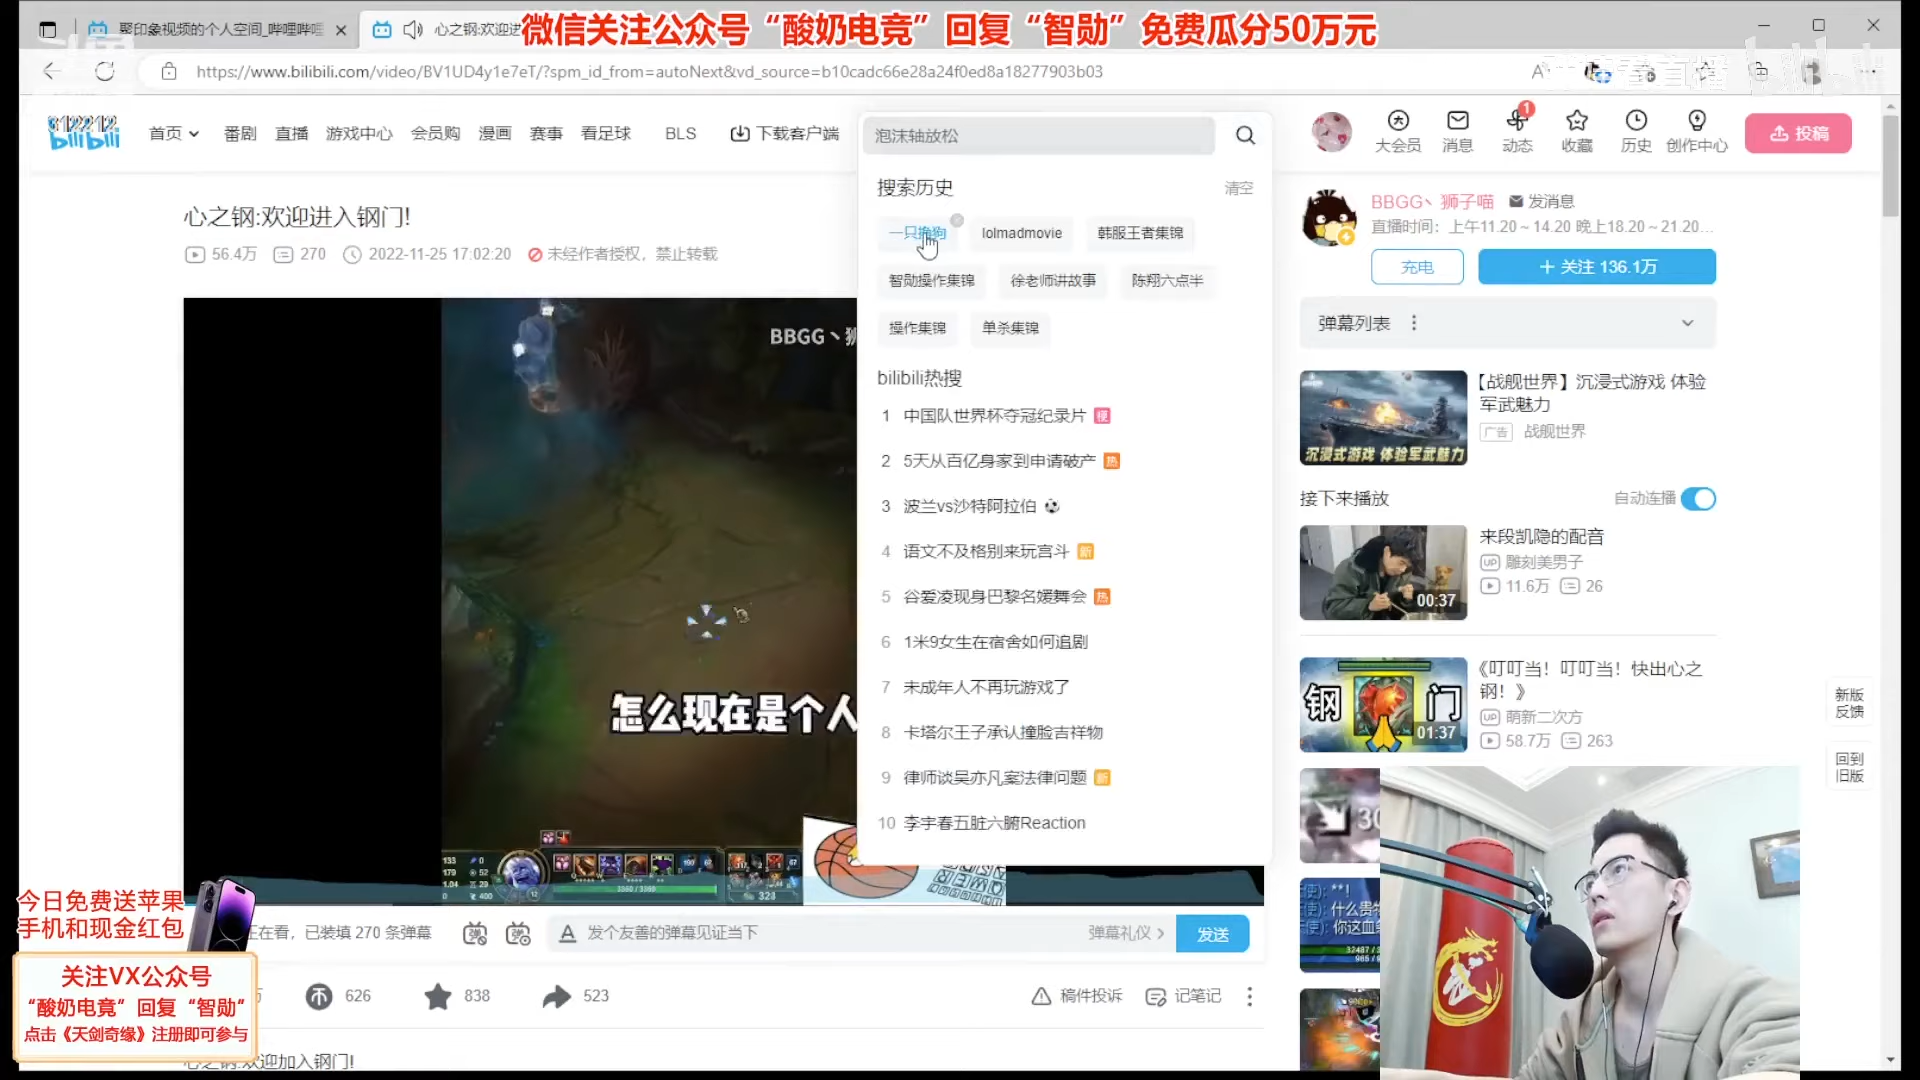 聚印象视频的个人空间_哔哩哔哩
心之钢:欢迎进
微信关注公众号“酸奶电竞”回复“智勋”免费瓜分50万元
https://www.bilibili.com/video/BV1UD4y1e7eT/?spm_id_from=autoNext&vd_source=b10cadc66e28a24f0ed8a18277903b03
bilibili
首页
番剧
直播
游戏中心
会员购
漫画
赛事
看足球
BLS
下载客户端
泡沫轴放松
大会员
消息
1
动态
收藏
历史
创作中心
投稿
搜索历史
清空
lolmadmovie
韩服王者集锦
智勋操作集锦
徐老师讲故事
陈翔六点半
操作集锦
单杀集锦
bilibili热搜
1 中国队世界杯夺冠纪录片 梗
2 5天从百亿身家到申请破产 热
3 波兰vs沙特阿拉伯
4 语文不及格别来玩宫斗 新
5 谷爱凌现身巴黎名媛舞会 热
6 1米9女生在宿舍如何追剧
7 未成年人不再玩游戏了
8 卡塔尔王子承认撞脸吉祥物
9 律师谈吴亦凡案法律问题 新
10 李宇春五脏六腑Reaction
心之钢:欢迎进入钢门!
56.4万
270
2022-11-25 17:02:20
未经作者授权，禁止转载
BBGG丶狮
怎么现在是个人
BBGG丶狮子喵
发消息
直播时间：上午11.20～14.20 晚上18.20～21.20...
充电
+ 关注 136.1万
弹幕列表
【战舰世界】沉浸式游戏 体验
军武魅力
广告
战舰世界
沉浸式游戏 体验军武魅力
接下来播放
自动连播
来段凯隐的配音
UP 雕刻美男子
11.6万
26
00:37
《叮叮当！叮叮当！快出心之
钢！》
UP 萌新二次方
58.7万
263
钢门
01:37
新版
反馈
回到
旧版
今日免费送苹果
手机和现金红包
关注VX公众号
“酸奶电竟”回复“智勋”
点击《天剑奇缘》注册即可参与
正在看，已装填 270 条弹幕
发个友善的弹幕见证当下
弹幕礼仪
发送
626
838
523
稿件投诉
记笔记
心之钢:欢迎加入钢门!